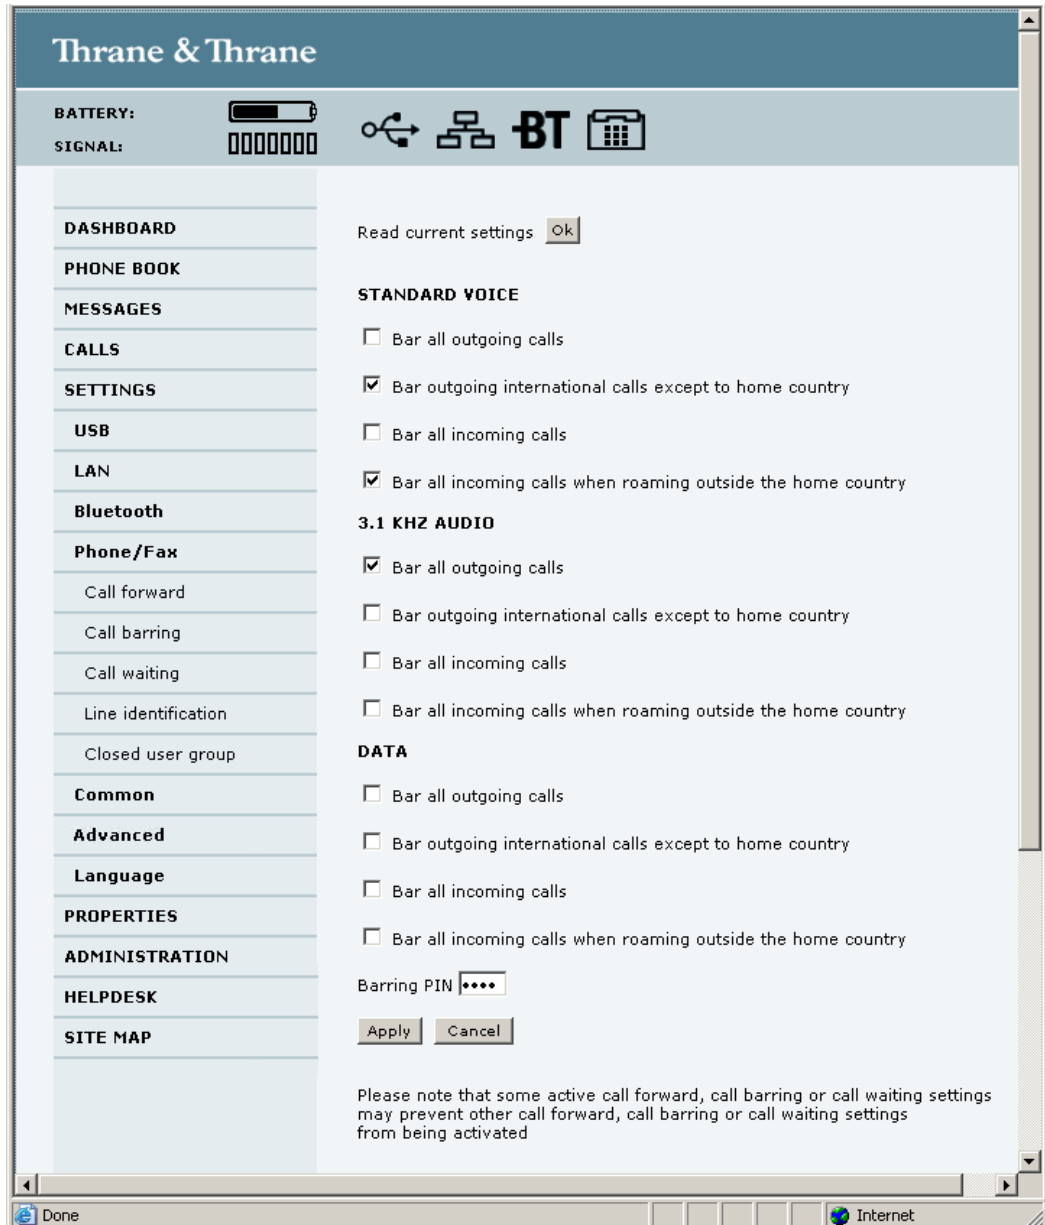 Thrane & Thrane
BATTERY:
SIGNAL:
BT
DASHBOARD
PHONE BOOK
MESSAGES
CALLS
SETTINGS
USB
LAN
Bluetooth
Phone/Fax
Call forward
Call barring
Call waiting
Line identification
Closed user group
Common
Advanced
Language
PROPERTIES
ADMINISTRATION
HELPDESK
SITE MAP
Read current settings Ok
STANDARD VOICE
Bar all outgoing calls
Bar outgoing international calls except to home country
Bar all incoming calls
Bar all incoming calls when roaming outside the home country
3.1 KHZ AUDIO
Bar all outgoing calls
Bar outgoing international calls except to home country
Bar all incoming calls
Bar all incoming calls when roaming outside the home country
DATA
Bar all outgoing calls
Bar outgoing international calls except to home country
Bar all incoming calls
Bar all incoming calls when roaming outside the home country
Barring PIN ••••
Apply Cancel
Please note that some active call forward, call barring or call waiting settings
may prevent other call forward, call barring or call waiting settings
from being activated
Done
Internet